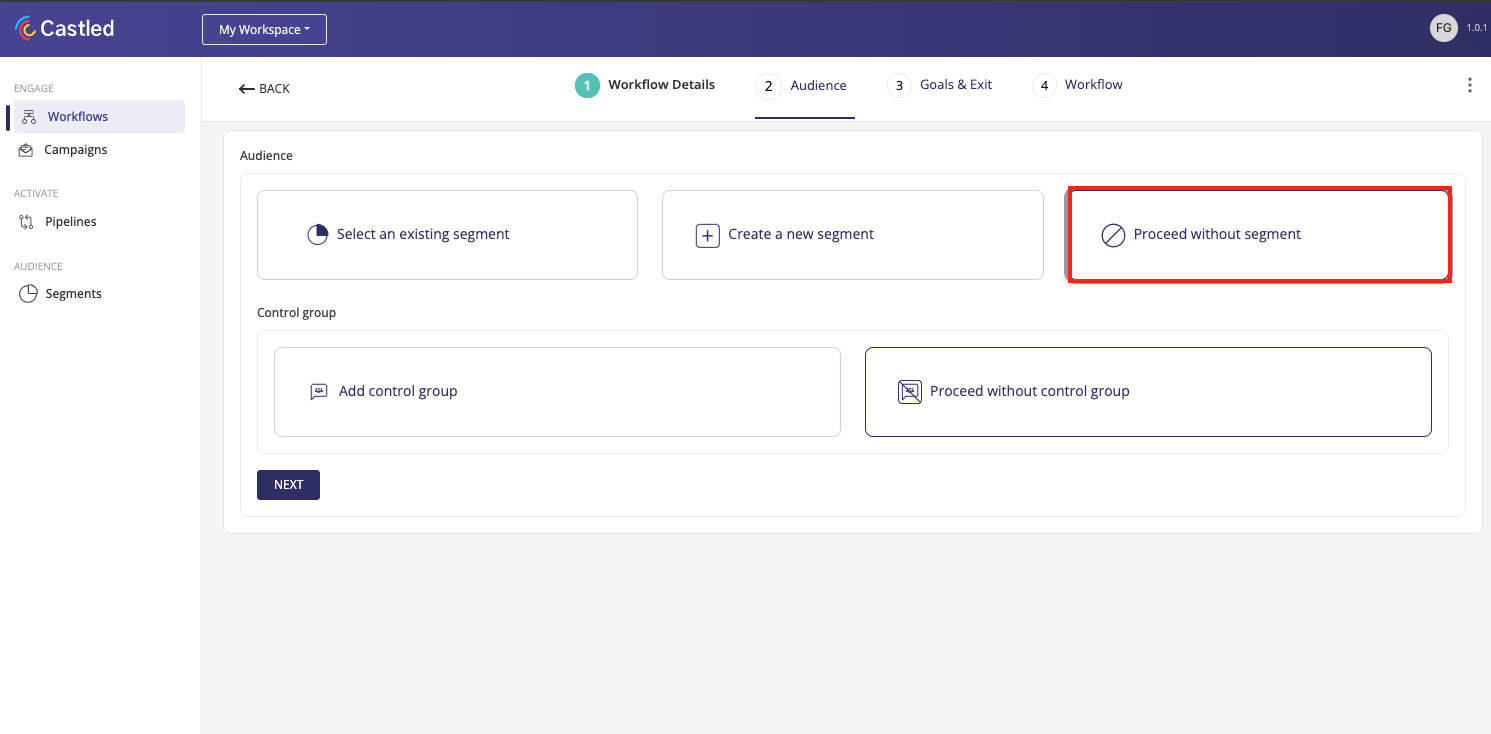 Castled
My Workspace
FG
1.0.1
ENGAGE
Workflows
Campaigns
ACTIVATE
Pipelines
AUDIENCE
Segments
BACK
1 Workflow Details
2 Audience
3 Goals & Exit
4 Workflow
Audience
Select an existing segment
Create a new segment
Proceed without segment
Control group
Add control group
Proceed without control group
NEXT